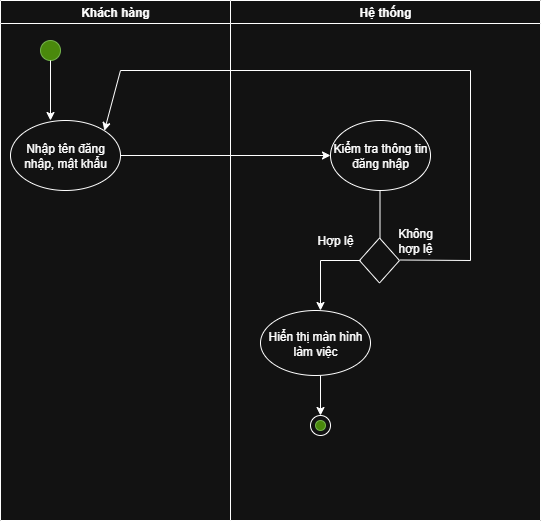 Khách hàng
Hệ thống
Nhập tên đăng
nhập, mật khẩu
Kiểm tra thông tin
đăng nhập
Hợp lệ
Không
hợp lệ
Hiển thị màn hình
làm việc